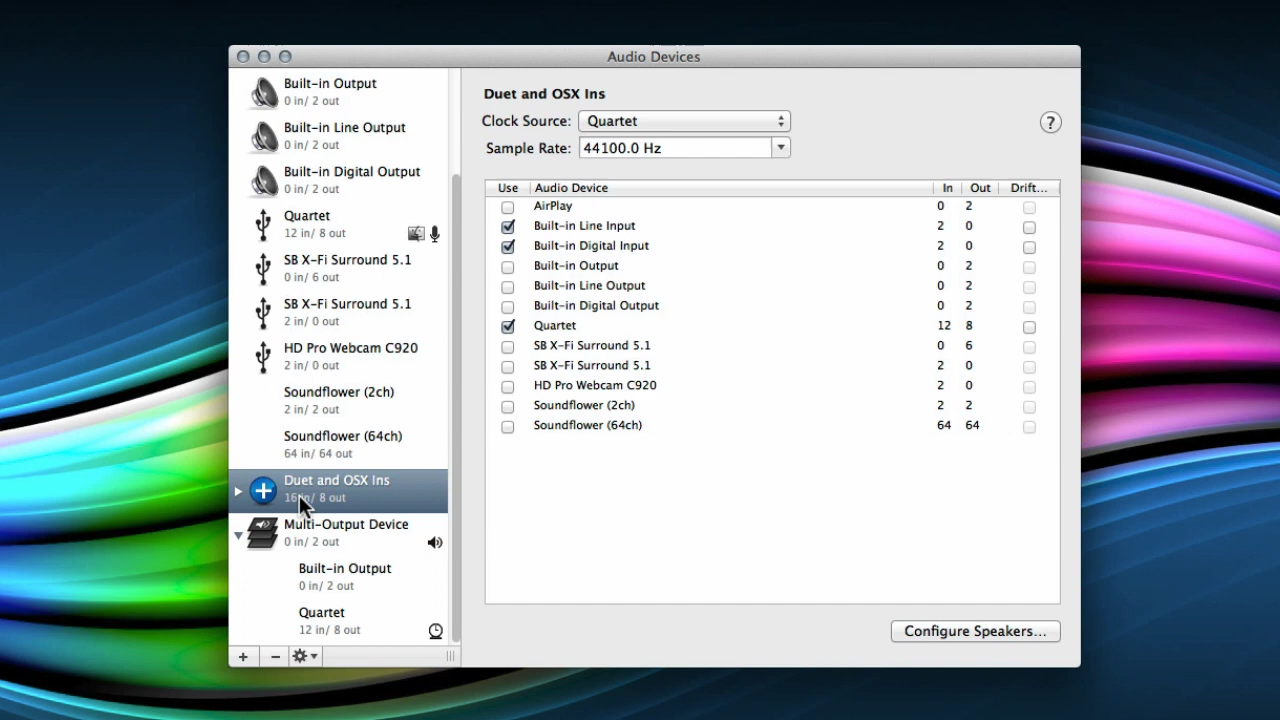 Audio Devices
Built-in Output
0 in/ 2 out
Built-in Line Output
0 in/ 2 out
Built-in Digital Output
0 in/ 2 out
Quartet
12 in/ 8 out
SB X-Fi Surround 5.1
0 in/ 6 out
SB X-Fi Surround 5.1
2 in/ 0 out
HD Pro Webcam C920
2 in/ 0 out
Soundflower (2ch)
2 in/ 2 out
Soundflower (64ch)
64 in/ 64 out
Duet and OSX Ins
16 in/ 8 out
Multi-Output Device
0 in/ 2 out
Built-in Output
0 in/ 2 out
Quartet
12 in/ 8 out
Duet and OSX Ins
Clock Source: Quartet
Sample Rate: 44100.0 Hz
?
Use Audio Device In Out Drift...
AirPlay 0 2
Built-in Line Input 2 0
Built-in Digital Input 2 0
Built-in Output 0 2
Built-in Line Output 0 2
Built-in Digital Output 0 2
Quartet 12 8
SB X-Fi Surround 5.1 0 6
SB X-Fi Surround 5.1 2 0
HD Pro Webcam C920 2 0
Soundflower (2ch) 2 2
Soundflower (64ch) 64 64
Configure Speakers...